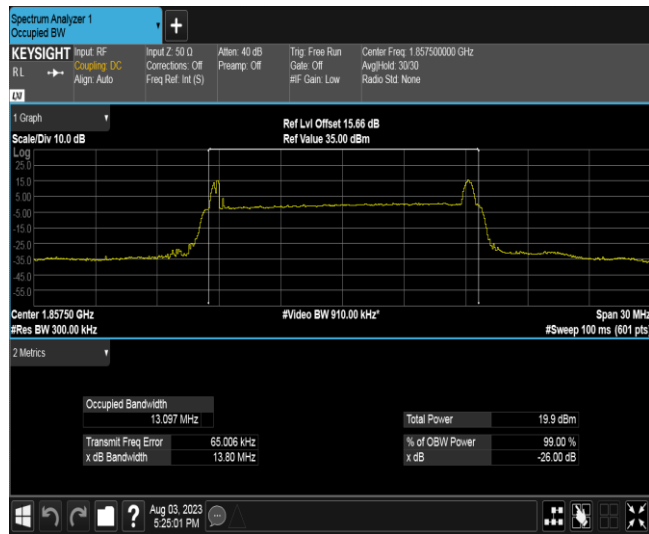 Spectrum Analyzer 1
Occupied BW
KEYSIGHT
R L
LXI
Input: RF
Coupling: DC
Align: Auto
Input Z: 50 Ω
Corrections: Off
Freq Ref: Int (S)
Atten: 40 dB
Preamp: Off
Trig: Free Run
Gate: Off
#IF Gain: Low
Center Freq: 1.857500000 GHz
Avg|Hold: 30/30
Radio Std: None
1 Graph
Scale/Div 10.0 dB
Ref Lvl Offset 15.66 dB
Ref Value 35.00 dBm
Log
25.0
15.0
5.00
-5.00
-15.0
-25.0
-35.0
-45.0
-55.0
Center 1.85750 GHz
#Video BW 910.00 kHz*
Span 30 MHz
#Res BW 300.00 kHz
#Sweep 100 ms (601 pts)
2 Metrics
Occupied Bandwidth
13.097 MHz
Total Power 19.9 dBm
Transmit Freq Error 65.006 kHz
% of OBW Power 99.00 %
x dB Bandwidth 13.80 MHz
x dB -26.00 dB
?
Aug 03, 2023
5:25:01 PM